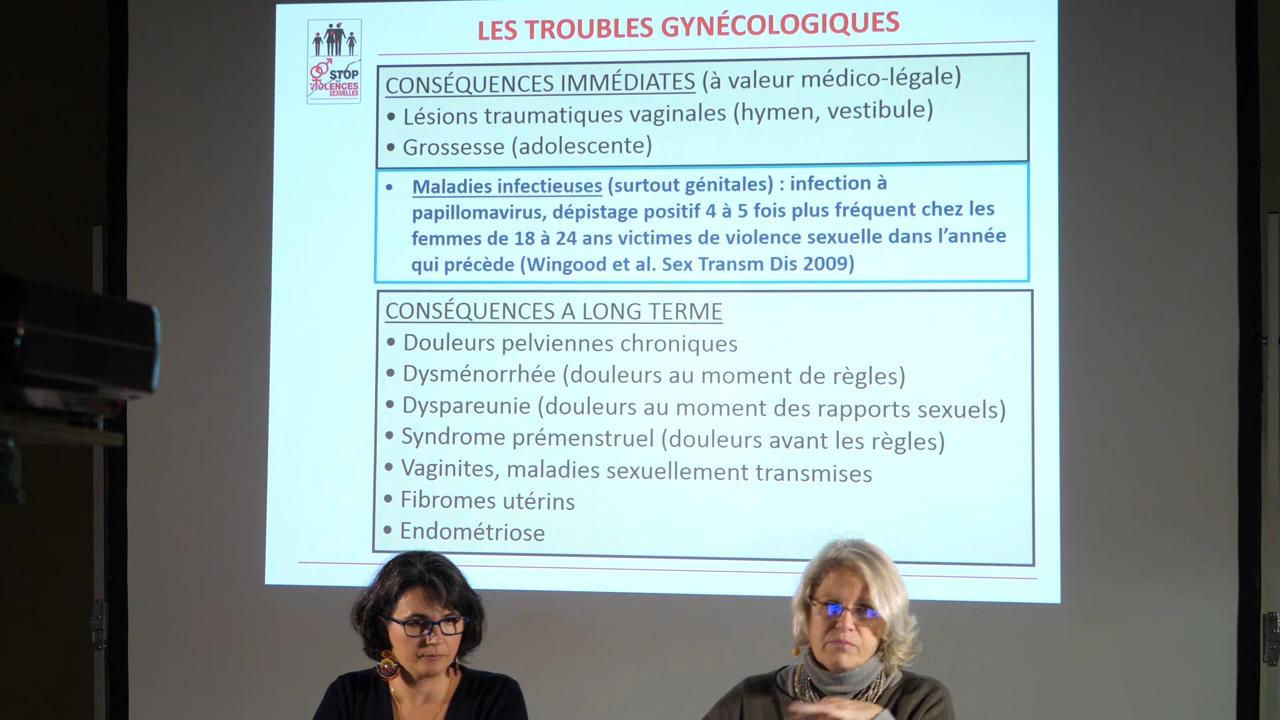 LES TROUBLES GYNÉCOLOGIQUES
STOP
VIOLENCES
SEXUELLES
CONSÉQUENCES IMMÉDIATES (à valeur médico-légale)
• Lésions traumatiques vaginales (hymen, vestibule)
• Grossesse (adolescente)
• Maladies infectieuses (surtout génitales) : infection à
papillomavirus, dépistage positif 4 à 5 fois plus fréquent chez les
femmes de 18 à 24 ans victimes de violence sexuelle dans l'année
qui précède (Wingood et al. Sex Transm Dis 2009)
CONSÉQUENCES A LONG TERME
• Douleurs pelviennes chroniques
• Dysménorrhée (douleurs au moment de règles)
• Dyspareunie (douleurs au moment des rapports sexuels)
• Syndrome prémenstruel (douleurs avant les règles)
• Vaginites, maladies sexuellement transmises
• Fibromes utérins
• Endométriose